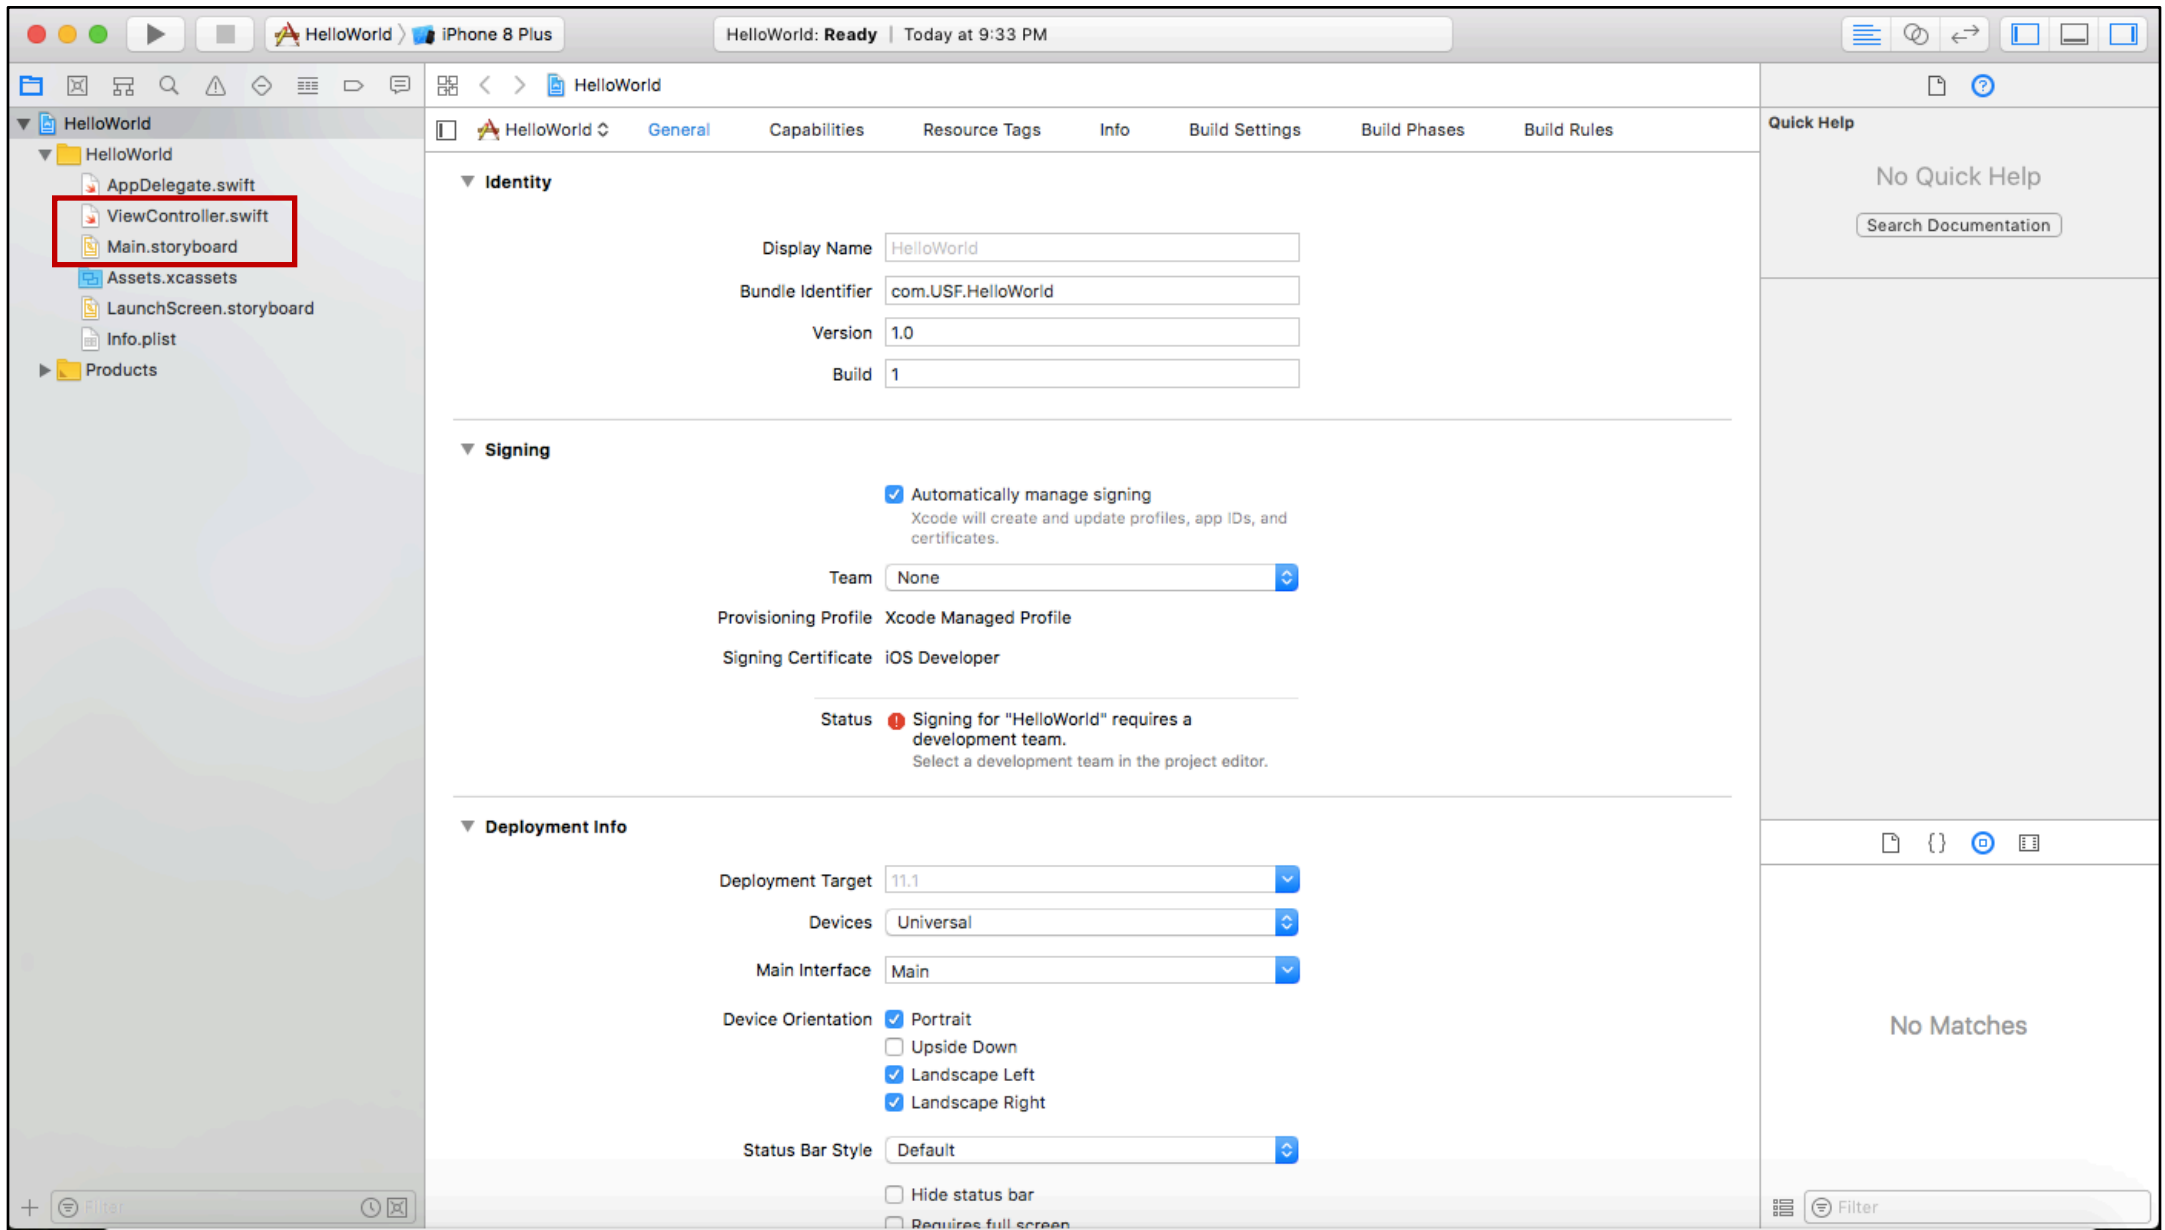 HelloWorld
iPhone 8 Plus
HelloWorld: Ready | Today at 9:33 PM
HelloWorld
HelloWorld
AppDelegate.swift
ViewController.swift
Main.storyboard
Assets.xcassets
LaunchScreen.storyboard
Info.plist
Products
Filter
HelloWorld
HelloWorld
General
Capabilities
Resource Tags
Info
Build Settings
Build Phases
Build Rules
Identity
Display Name HelloWorld
Bundle Identifier com.USF.HelloWorld
Version 1.0
Build 1
Signing
Automatically manage signing
Xcode will create and update profiles, app IDs, and
certificates.
Team None
Provisioning Profile Xcode Managed Profile
Signing Certificate iOS Developer
Status Signing for "HelloWorld" requires a
development team.
Select a development team in the project editor.
Deployment Info
Deployment Target 11.1
Devices Universal
Main Interface Main
Device Orientation Portrait
Upside Down
Landscape Left
Landscape Right
Status Bar Style Default
Hide status bar
Requires full screen
Quick Help
No Quick Help
Search Documentation
{}
No Matches
Filter